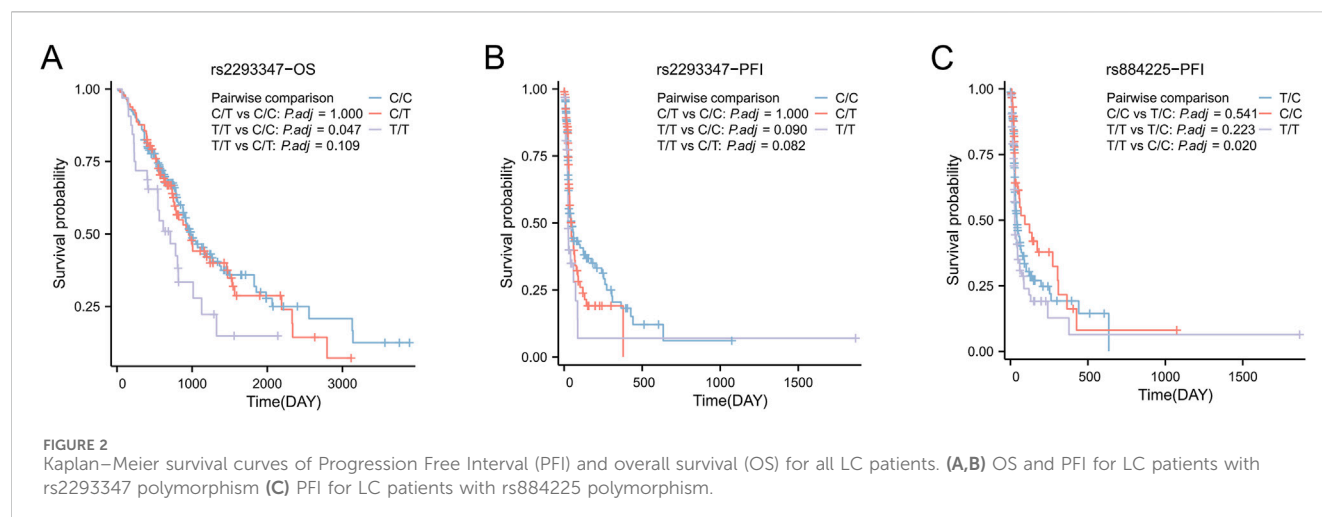 A
rs2293347−OS
Pairwise comparison
C/T vs C/C: P.adj = 1.000
T/T vs C/C: P.adj = 0.047
T/T vs C/T: P.adj = 0.109
C/C
C/T
T/T
Survival probability
1.00
0.75
0.50
0.25
0
1000
2000
3000
Time(DAY)
B
rs2293347−PFI
Pairwise comparison
C/T vs C/C: P.adj = 1.000
T/T vs C/C: P.adj = 0.090
T/T vs C/T: P.adj = 0.082
C/C
C/T
T/T
Survival probability
1.00
0.75
0.50
0.25
0.00
0
500
1000
1500
Time(DAY)
C
rs884225−PFI
Pairwise comparison
C/C vs T/C: P.adj = 0.541
T/T vs T/C: P.adj = 0.223
T/T vs C/C: P.adj = 0.020
T/C
C/C
T/T
Survival probability
1.00
0.75
0.50
0.25
0.00
0
500
1000
1500
Time(DAY)
FIGURE 2
Kaplan−Meier survival curves of Progression Free Interval (PFI) and overall survival (OS) for all LC patients. (A,B) OS and PFI for LC patients with
rs2293347 polymorphism (C) PFI for LC patients with rs884225 polymorphism.